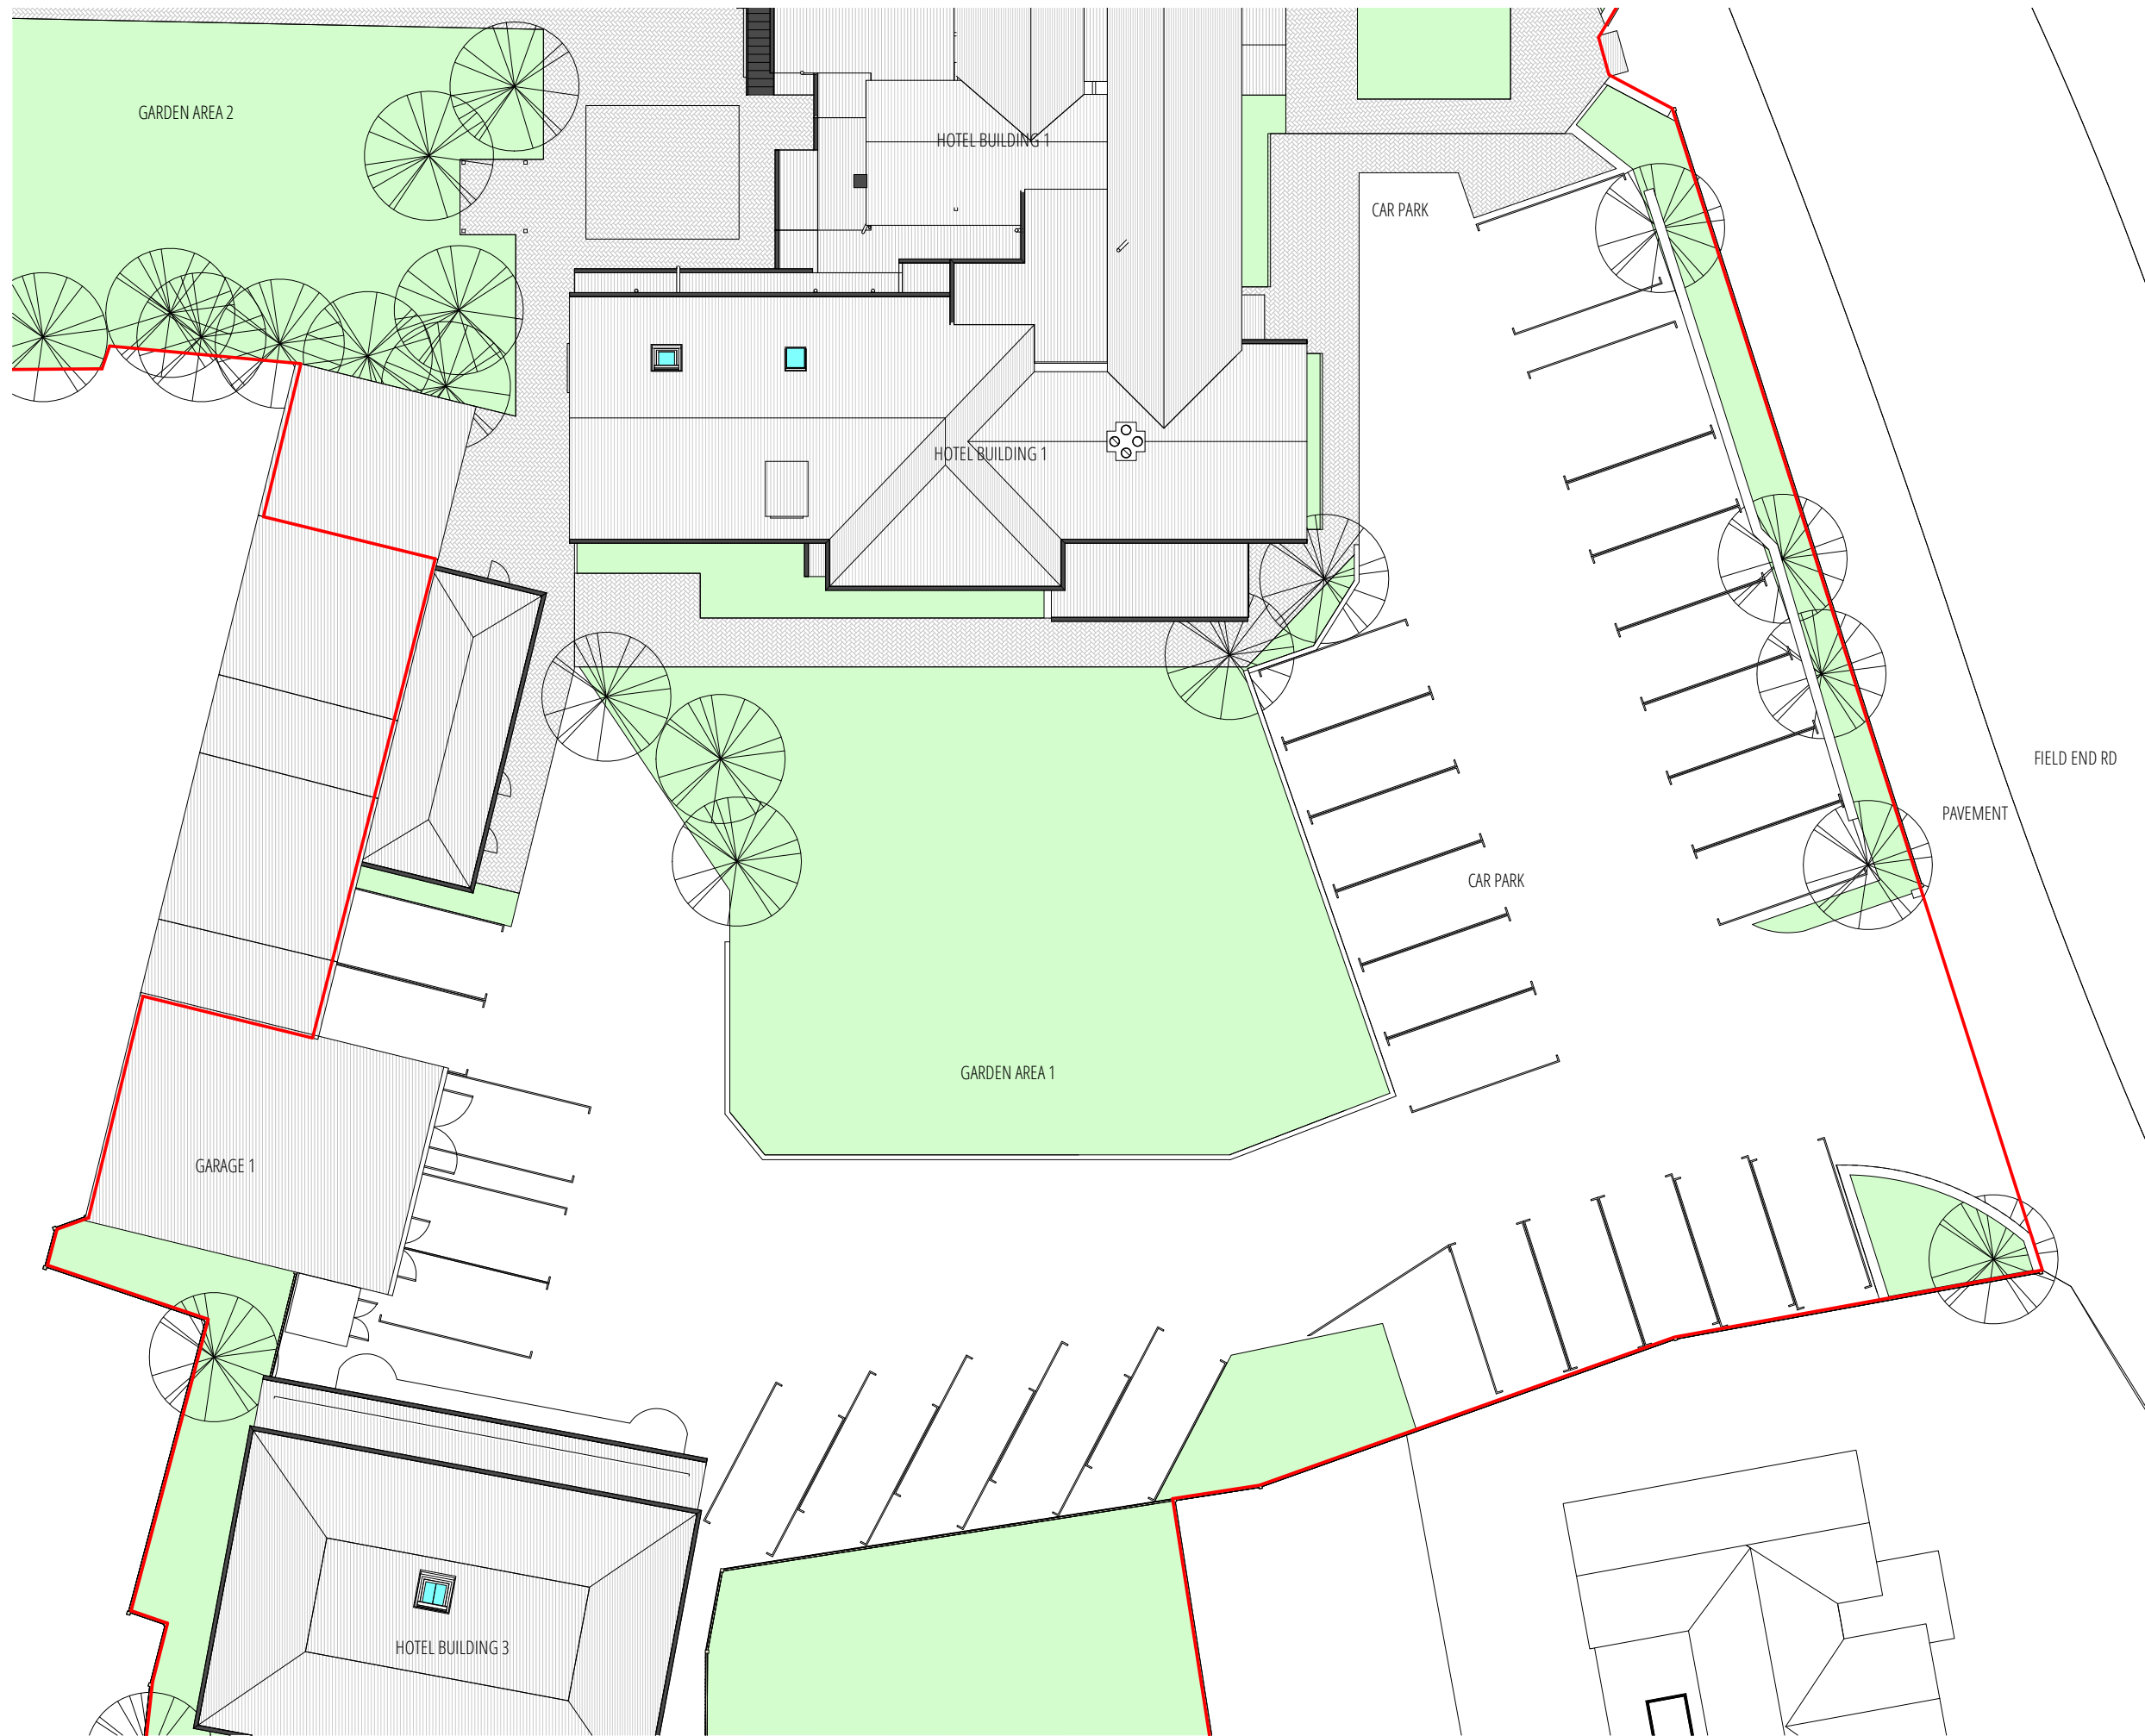 GARDEN AREA 2
HOTEL BUILDING 1
CAR PARK
HOTEL BUILDING 1
FIELD END RD
PAVEMENT
CAR PARK
GARDEN AREA 1
GARAGE 1
HOTEL BUILDING 3